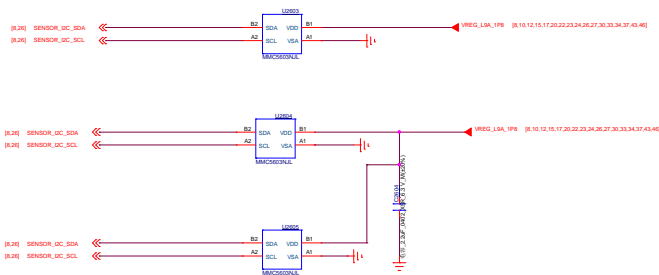 U2603
[8,26] SENSOR_I2C_SDA B2 SDA VDD B1 VREG_L9A_1P8 [8,10,12,15,17,20,22,23,24,26,27,30,33,34,37,43,46]
[8,26] SENSOR_I2C_SCL A2 SCL VSA A1
MMC5603NJL
U2604
[8,26] SENSOR_I2C_SDA B2 SDA VDD B1 VREG_L9A_1P8 [8,10,12,15,17,20,22,23,24,26,27,30,33,34,37,43,46]
[8,26] SENSOR_I2C_SCL A2 SCL VSA A1
MMC5603NJL
C2604
U2605
[8,26] SENSOR_I2C_SDA B2 SDA VDD B1
[8,26] SENSOR_I2C_SCL A2 SCL VSA A1
MMC5603NJL